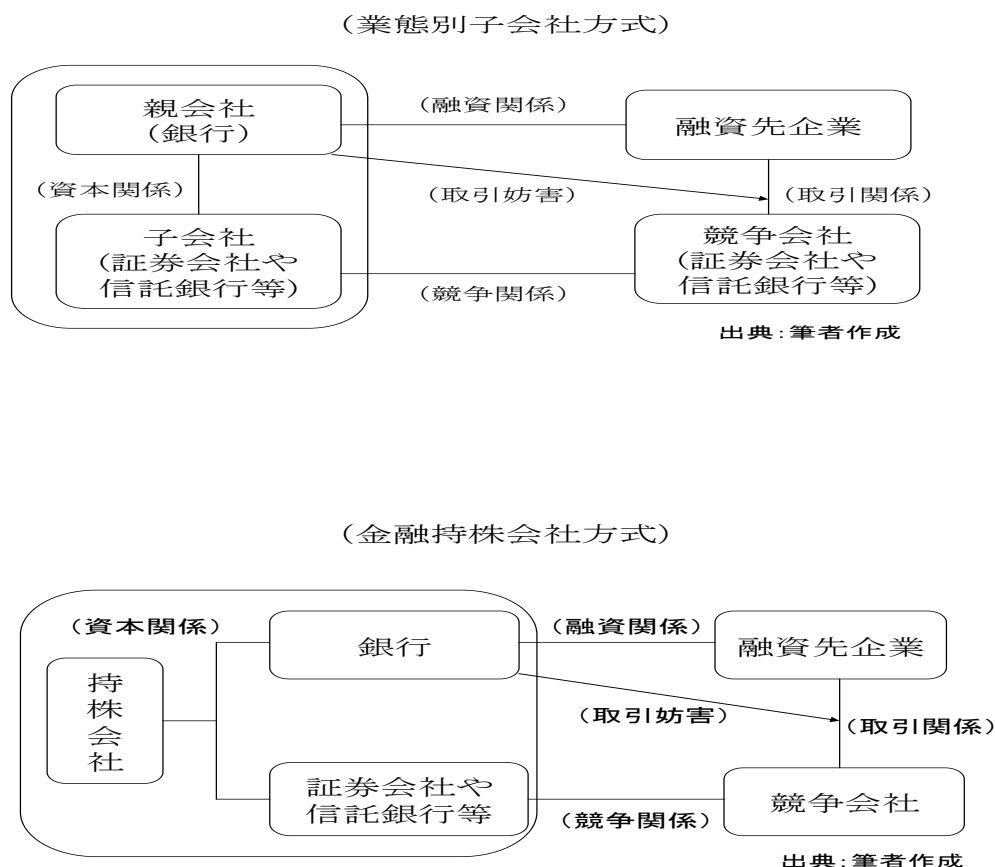 (業態別子会社方式)
親会社
(銀行)
(融資関係)
融資先企業
(資本関係)
(取引妨害)
(取引関係)
子会社
(証券会社や
信託銀行等)
(競争関係)
競争会社
(証券会社や
信託銀行等)
出典:筆者作成
(金融持株会社方式)
(資本関係)
持
株
会
社
銀行
(融資関係)
融資先企業
(取引妨害)
(取引関係)
証券会社や
信託銀行等
(競争関係)
競争会社
出典:筆者作成